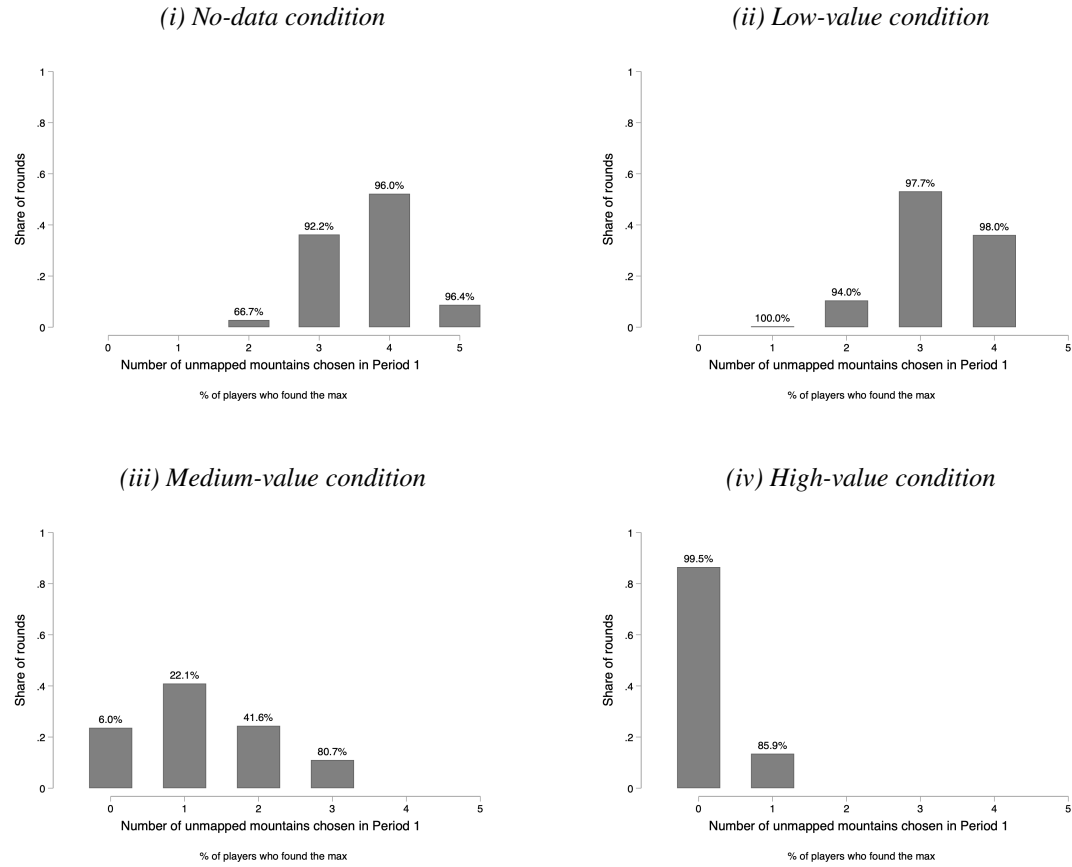 (i) No-data condition
1
.8
.6
.4
.2
0
Share of rounds
66.7%
92.2%
96.0%
96.4%
0 1 2 3 4 5
Number of unmapped mountains chosen in Period 1
% of players who found the max
(ii) Low-value condition
1
.8
.6
.4
.2
0
Share of rounds
100.0%
94.0%
97.7%
98.0%
0 1 2 3 4 5
Number of unmapped mountains chosen in Period 1
% of players who found the max
(iii) Medium-value condition
1
.8
.6
.4
.2
0
Share of rounds
6.0%
22.1%
41.6%
80.7%
0 1 2 3 4 5
Number of unmapped mountains chosen in Period 1
% of players who found the max
(iv) High-value condition
1
.8
.6
.4
.2
0
Share of rounds
99.5%
85.9%
0 1 2 3 4 5
Number of unmapped mountains chosen in Period 1
% of players who found the max